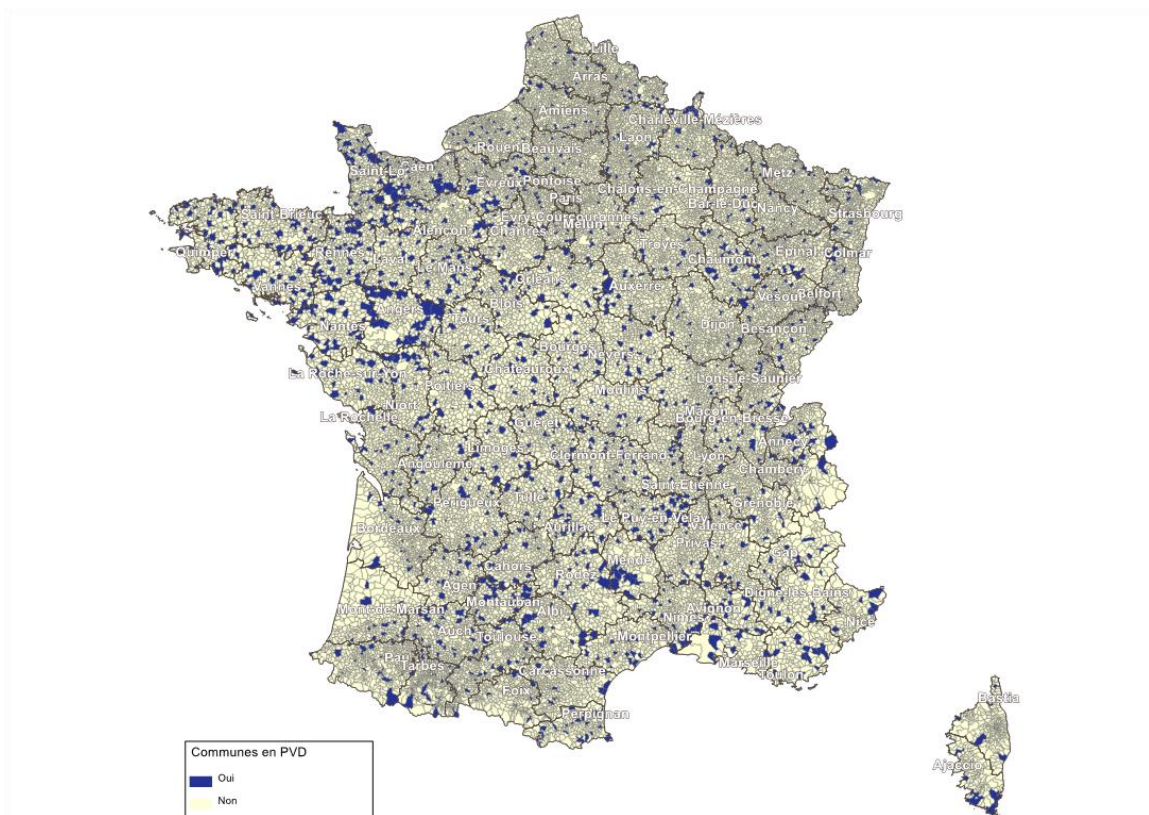 Lille
Arras
Amiens
Charleville-Mézières
Laon
Rouen
Beauvais
Caen
Saint-Lô
Metz
Evreux
Pontoise
Châlons-en-Champagne
Paris
Bar-le-Duc
Nancy
Strasbourg
Saint-Brieuc
Evry-Courcouronnes
Alençon
Chartres
Melun
Troyes
Quimper
Rennes
Laval
Chaumont
Epinal
Colmar
Le Mans
Orléans
Auxerre
Vannes
Blois
Vesoul
Belfort
Angers
Tours
Dijon
Nantes
Besançon
Bourges
Nevers
La Roche-sur-Yon
Châteauroux
Poitiers
Moulins
Lons-le-Saunier
Niort
Mâcon
La Rochelle
Guéret
Bourg-en-Bresse
Annecy
Limoges
Clermont-Ferrand
Lyon
Angoulême
Chambéry
Saint-Etienne
Tulle
Périgueux
Grenoble
Le Puy-en-Velay
Bordeaux
Aurillac
Valence
Privas
Gap
Mende
Cahors
Rodez
Agen
Digne-les-Bains
Montauban
Albi
Avignon
Mont-de-Marsan
Nîmes
Nice
Auch
Toulouse
Montpellier
Pau
Tarbes
Marseille
Carcassonne
Toulon
Foix
Perpignan
Bastia
Ajaccio
Communes en PVD
Oui
Non